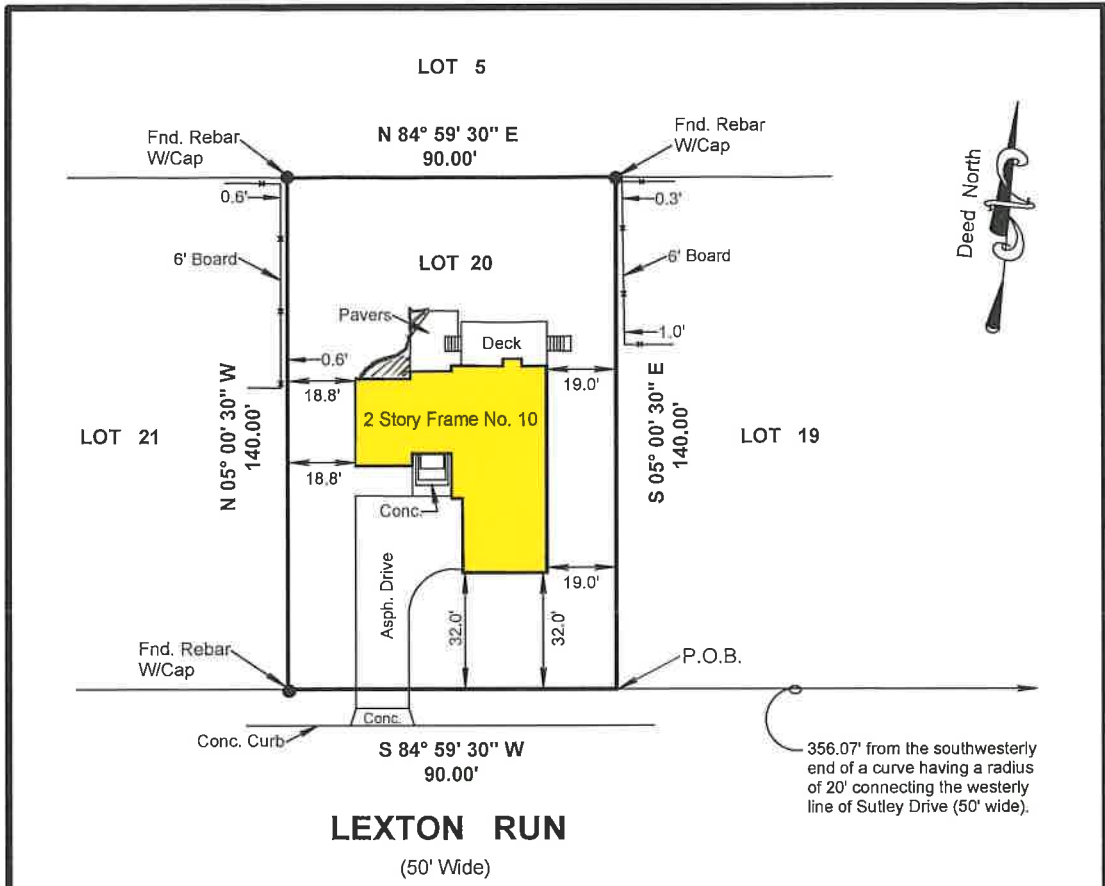 LOT 5
N 84° 59' 30" E
90.00'
Fnd. Rebar
W/Cap
Fnd. Rebar
W/Cap
Deed North
0.6'
0.3'
6' Board
LOT 20
6' Board
Pavers
Deck
1.0'
0.6'
18.8'
19.0'
2 Story Frame No. 10
LOT 21
N 05° 00' 30" W
140.00'
S 05° 00' 30" E
140.00'
LOT 19
18.8'
Conc.
Asph. Drive
19.0'
32.0'
32.0'
Fnd. Rebar
W/Cap
P.O.B.
Conc.
Conc. Curb
S 84° 59' 30" W
90.00'
356.07' from the southwesterly
end of a curve having a radius
of 20' connecting the westerly
line of Sutley Drive (50' wide).
LEXTON RUN
(50' Wide)